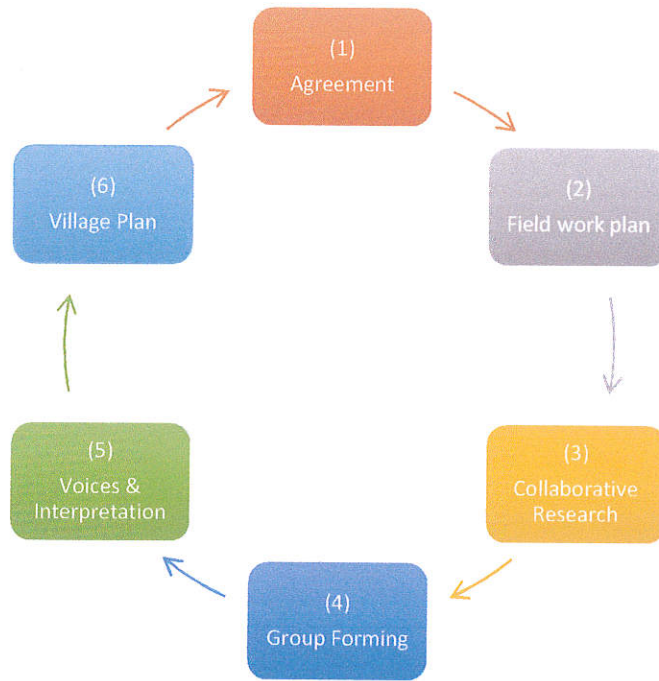 (1)
Agreement
(2)
Field work plan
(3)
Collaborative
Research
(4)
Group Forming
(5)
Voices &
Interpretation
(6)
Village Plan